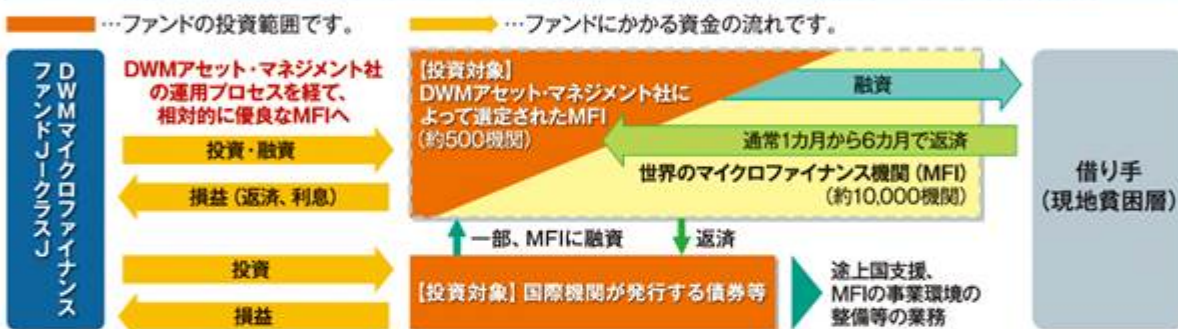 …ファンドの投資範囲です。
…ファンドにかかる資金の流れです。
DWMマイクロファイナンス
ファンドJ－クラスJ
DWMアセット・マネジメント社
の運用プロセスを経て、
相対的に優良なMFIへ
投資・融資
損益(返済、利息)
投資
損益
【投資対象】
DWMアセット・マネジメント社に
よって選定されたMFI
(約500機関)
融資
通常1カ月から6カ月で返済
世界のマイクロファイナンス機関(MFI)
(約10,000機関)
一部、MFIに融資
返済
【投資対象】国際機関が発行する債券等
途上国支援、
MFIの事業環境の
整備等の業務
借り手
(現地貧困層)